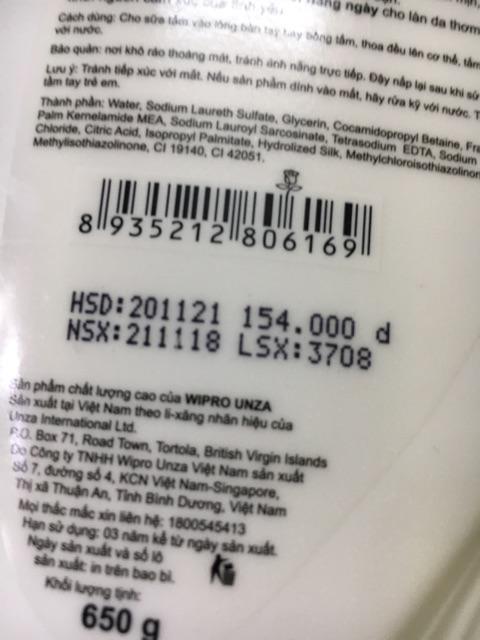 ngày cho làn da thơm
Cách dùng: Cho sữa tắm vào lòng bàn tay hay bông tắm, thoa đều lên cơ thể, tắm
với nước.
Bảo quản: nơi khô ráo thoáng mát, tránh ánh nắng trực tiếp. Đậy nắp lại sau khi sử
Lưu ý: Tránh tiếp xúc với mắt. Nếu sản phẩm dính vào mắt, hãy rửa kỹ với nước. T
tầm tay trẻ em.
Thành phần: Water, Sodium Laureth Sulfate, Glycerin, Cocamidopropyl Betaine, Fra
Palm Kernelamide MEA, Sodium Lauroyl Sarcosinate, Tetrasodium EDTA, Sodium
Chloride, Citric Acid, Isopropyl Palmitate, Hydrolized Silk, Methylchloroisothiazolinon
Methylisothiazolinone, CI 19140, CI 42051.
8 935212 806169
HSD:201121 154.000 d
NSX:211118 LSX:3708
Sản phẩm chất lượng cao của WIPRO UNZA
Sản xuất tại Việt Nam theo li-xăng nhãn hiệu của
Unza International Ltd.
P.O. Box 71, Road Town, Tortola, British Virgin Islands
Do Công ty TNHH Wipro Unza Việt Nam sản xuất
Số 7, đường số 4, KCN Việt Nam-Singapore,
Thị xã Thuận An, Tỉnh Bình Dương, Việt Nam
Mọi thắc mắc xin liên hệ: 1800545413
Hạn sử dụng: 03 năm kể từ ngày sản xuất.
Ngày sản xuất và số lô
sản xuất: in trên bao bì.
Khối lượng tịnh:
650 g